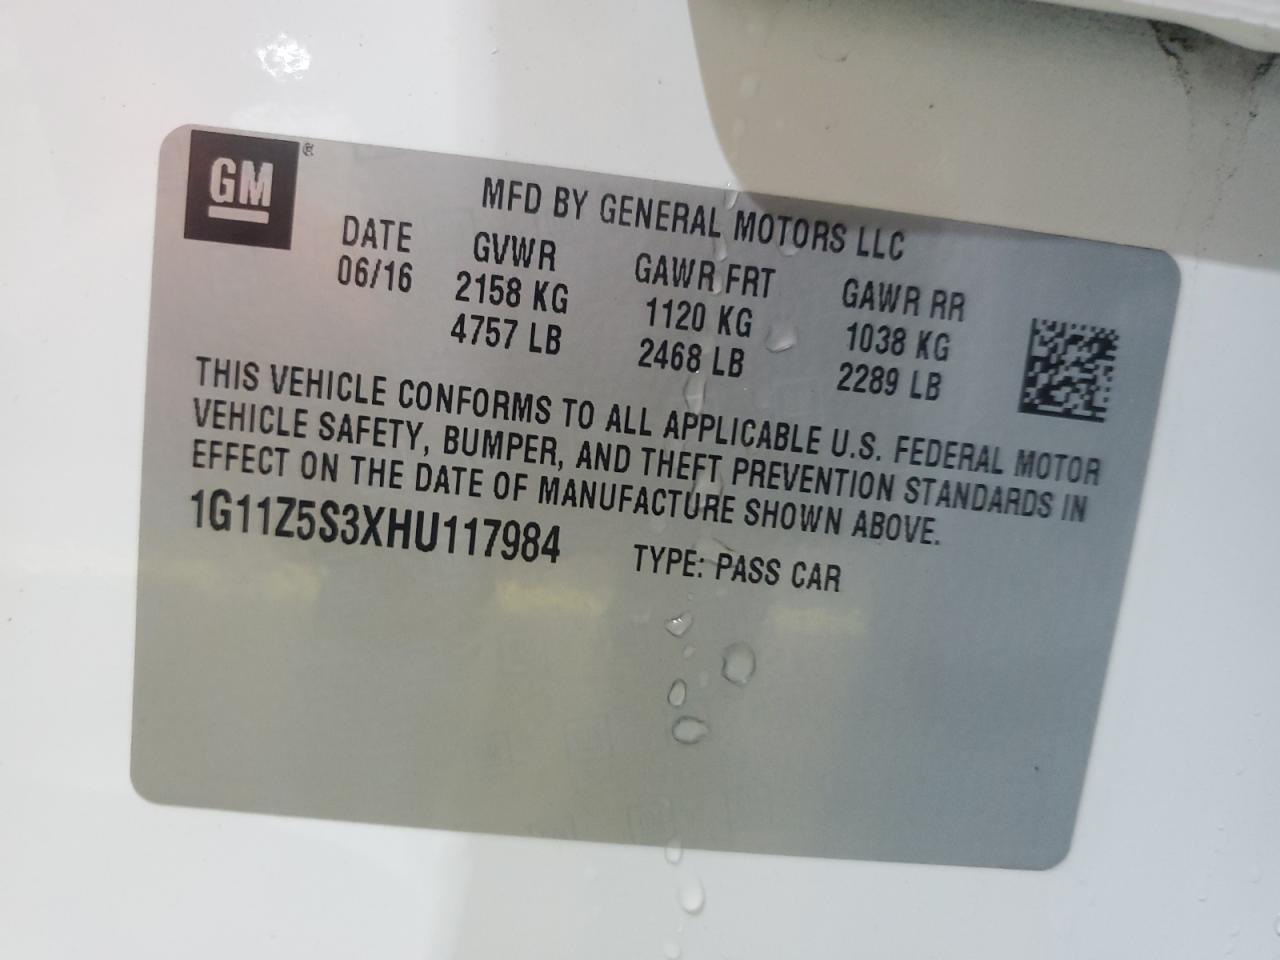 GM®
MFD BY GENERAL MOTORS LLC
DATE GVWR GAWR FRT GAWR RR
06/16 2158 KG 1120 KG 1038 KG
4757 LB 2468 LB 2289 LB
THIS VEHICLE CONFORMS TO ALL APPLICABLE U.S. FEDERAL MOTOR
VEHICLE SAFETY, BUMPER, AND THEFT PREVENTION STANDARDS IN
EFFECT ON THE DATE OF MANUFACTURE SHOWN ABOVE.
1G11Z5S3XHU117984 TYPE: PASS CAR